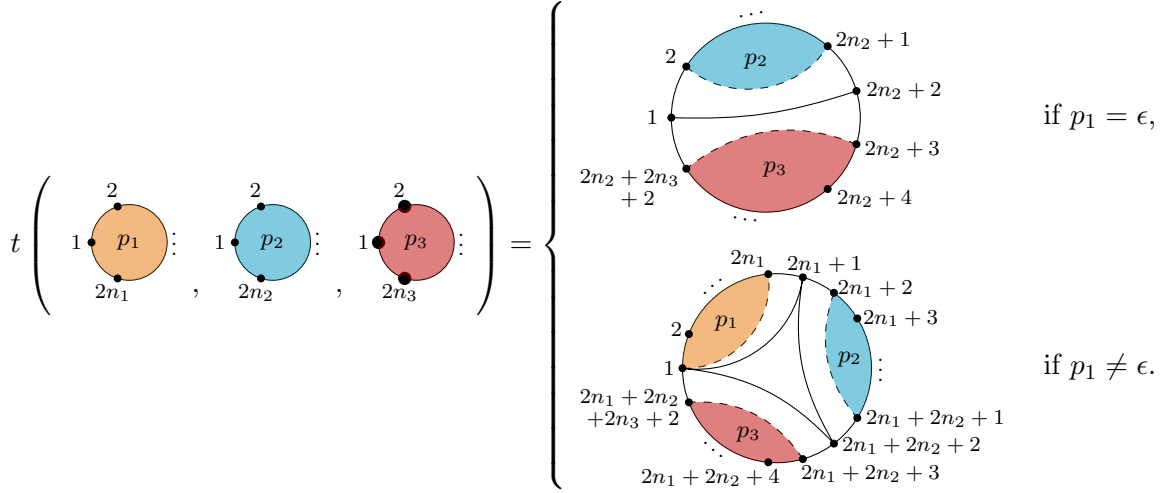 t ( 1 2 ⋮ 2n₁ p₁ , 1 2 ⋮ 2n₂ p₂ , 1 2 ⋮ 2n₃ p₃ ) = {
⋯
2 p₂ 2n₂ + 1
1 2n₂ + 2
if p₁ = ϵ,
p₃ 2n₂ + 3
2n₂ + 2n₃
+ 2
2n₂ + 4
⋯
2n₁ 2n₁ + 1
⋯ 2n₁ + 2
2 p₁ 2n₁ + 3
p₂ ⋮
1
if p₁ ≠ ϵ.
2n₁ + 2n₂
+2n₃ + 2
2n₁ + 2n₂ + 1
p₃ 2n₁ + 2n₂ + 2
⋯
2n₁ + 2n₂ + 4 2n₁ + 2n₂ + 3